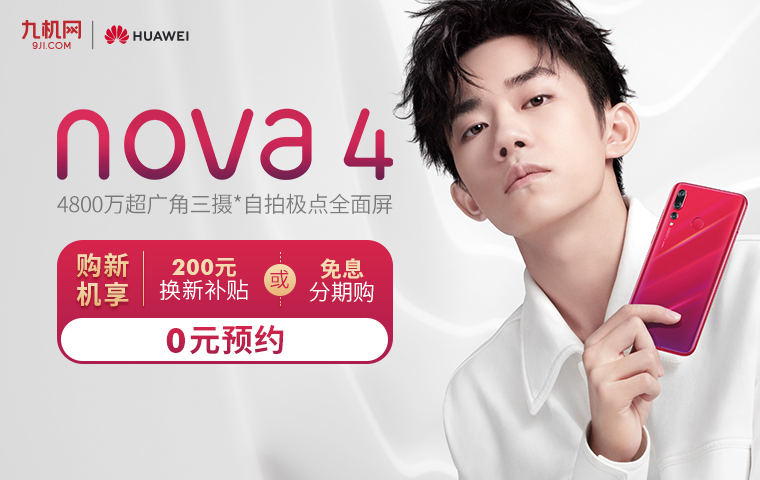 九机网
9JI.COM
HUAWEI
nova 4
4800万超广角三摄*自拍极点全面屏
购新
机享
200元
换新补贴
或
免息
分期购
0元预约